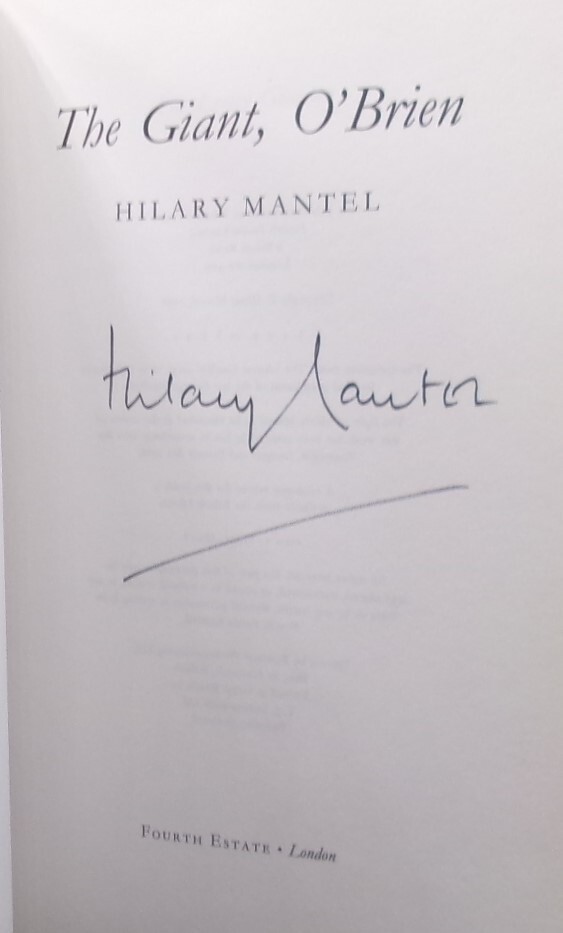 The Giant, O'Brien
HILARY MANTEL
Hilary Mantel
FOURTH ESTATE • London